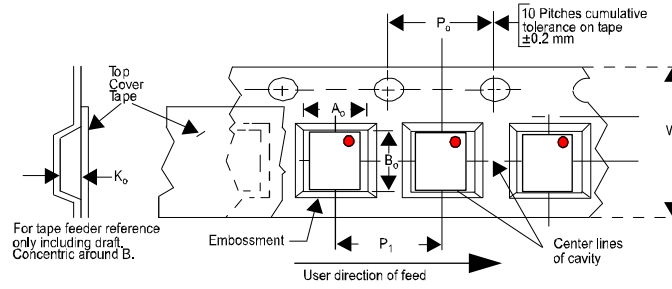 10 Pitches cumulative
tolerance on tape
±0.2 mm
Po
Top
Cover
Tape
Ao
W
Bo
Ko
For tape feeder reference
only including draft.
Concentric around B.
Embossment
P1
Center lines
of cavity
User direction of feed